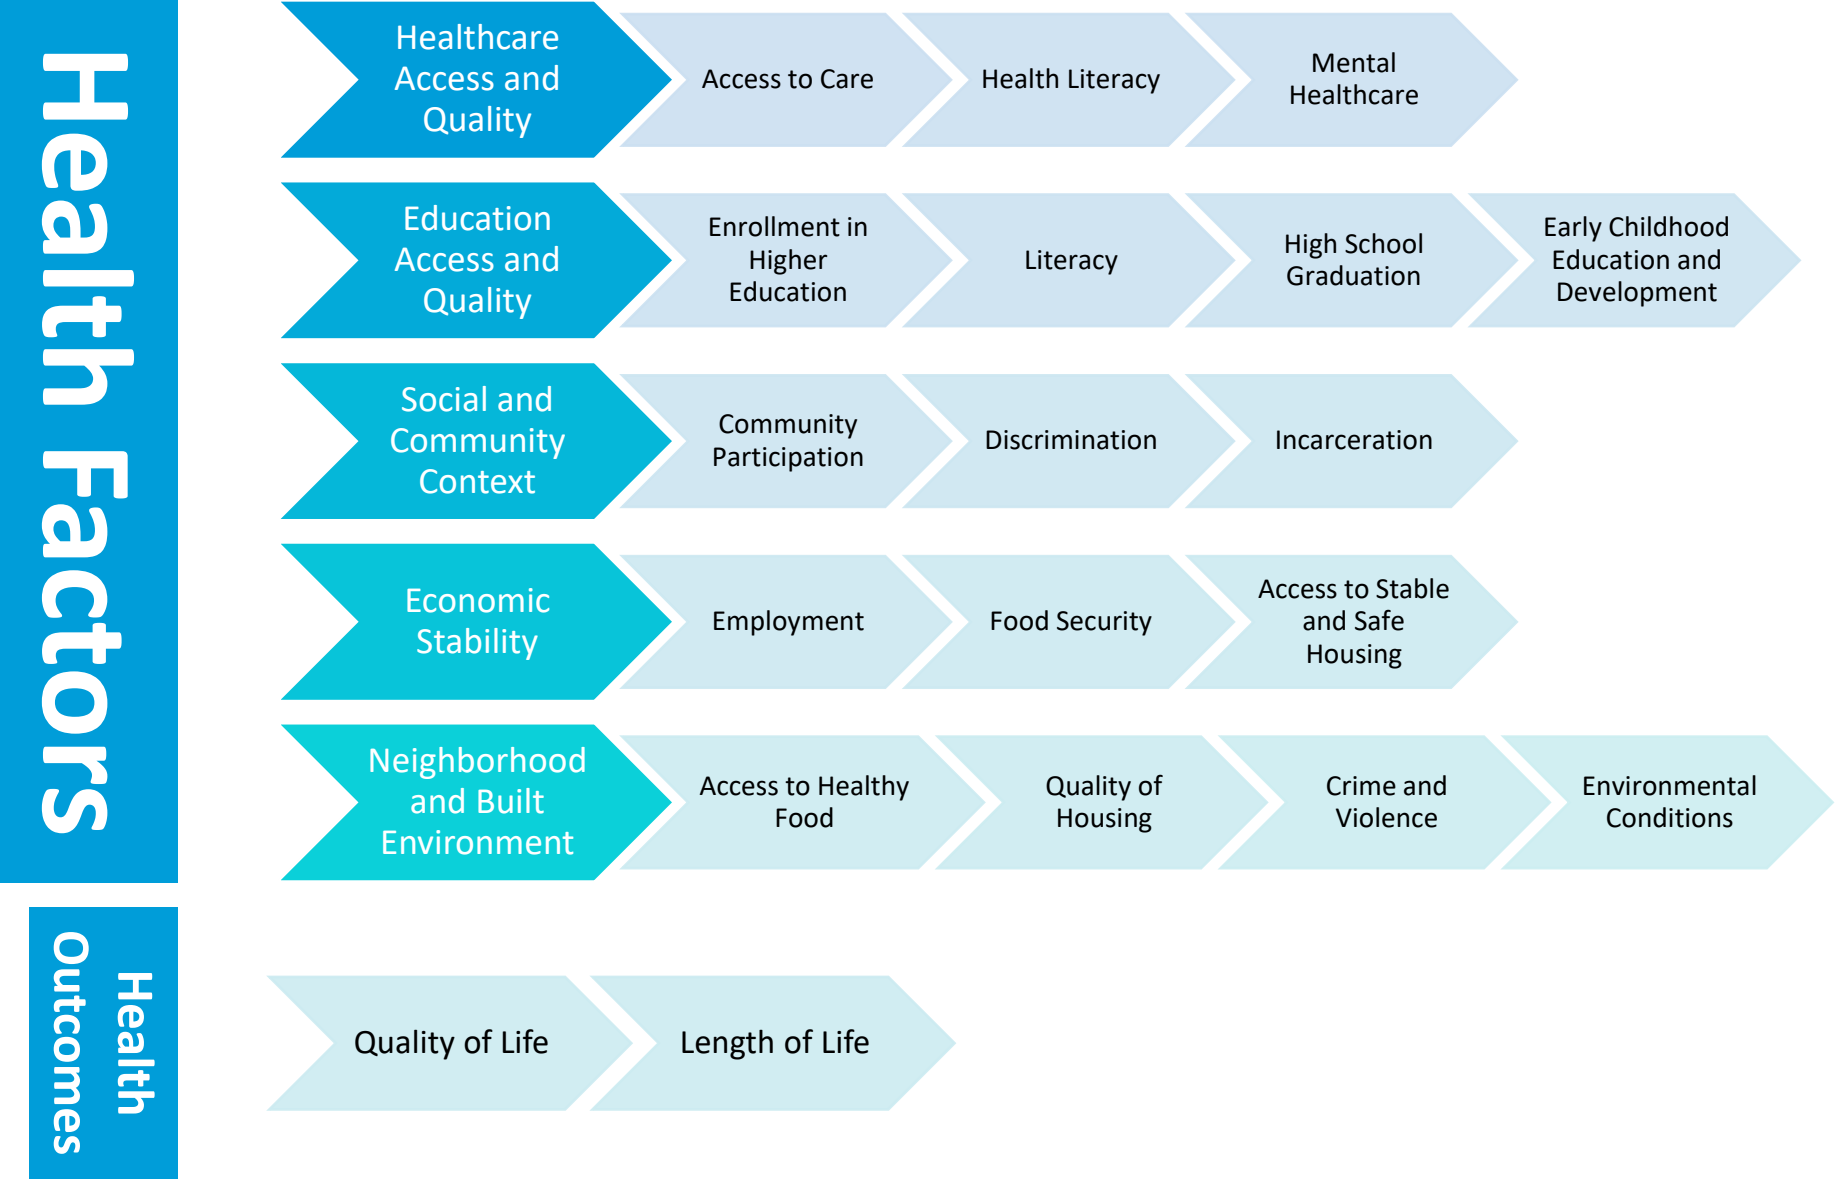 Health Factors
Healthcare
Access and
Quality
Access to Care
Health Literacy
Mental
Healthcare
Education
Access and
Quality
Enrollment in
Higher
Education
Literacy
High School
Graduation
Early Childhood
Education and
Development
Social and
Community
Context
Community
Participation
Discrimination
Incarceration
Economic
Stability
Employment
Food Security
Access to Stable
and Safe
Housing
Neighborhood
and Built
Environment
Access to Healthy
Food
Quality of
Housing
Crime and
Violence
Environmental
Conditions
Health
Outcomes
Quality of Life
Length of Life